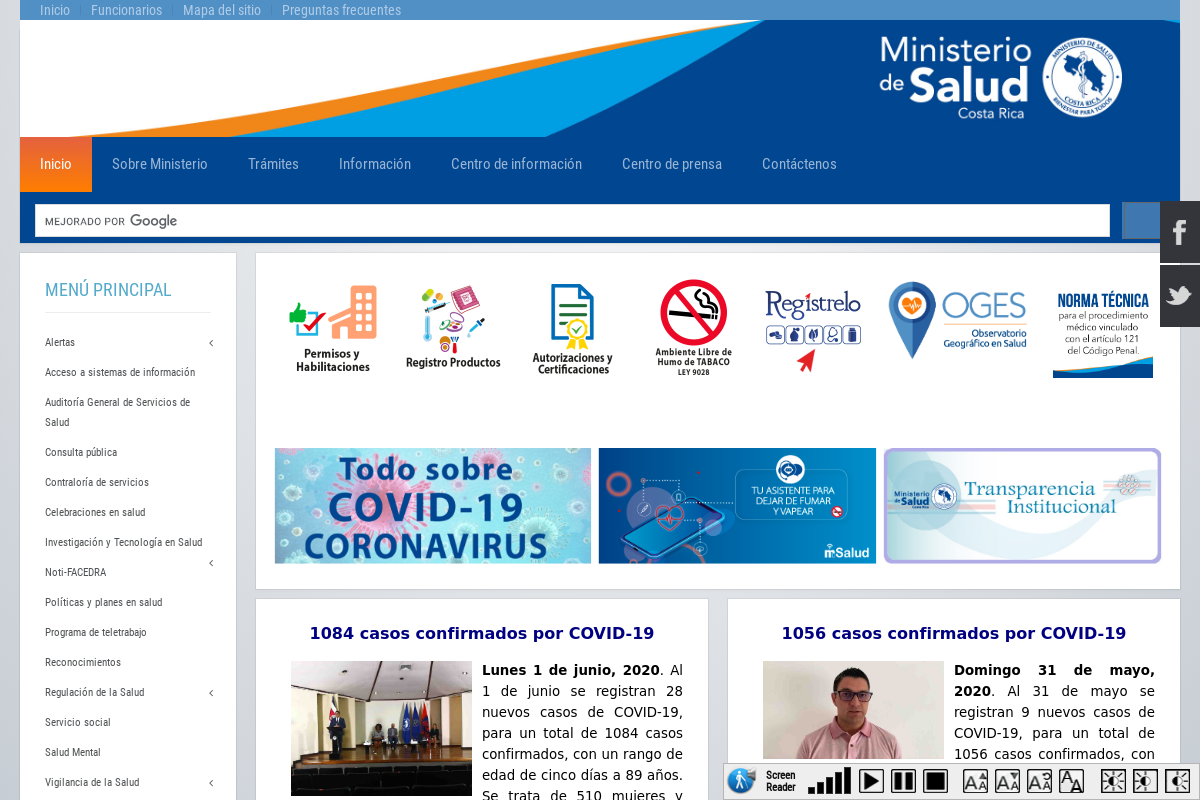 Inicio
Funcionarios
Mapa del sitio
Preguntas frecuentes
Ministerio
de Salud
Costa Rica
MINISTERIO DE SALUD
COSTA RICA
BIENESTAR PARA TODOS
Inicio
Sobre Ministerio
Trámites
Información
Centro de información
Centro de prensa
Contáctenos
MEJORADO POR Google
MENÚ PRINCIPAL
Alertas
Acceso a sistemas de información
Auditoría General de Servicios de
Salud
Consulta pública
Contraloría de servicios
Celebraciones en salud
Investigación y Tecnología en Salud
Noti-FACEDRA
Políticas y planes en salud
Programa de teletrabajo
Reconocimientos
Regulación de la Salud
Servicio social
Salud Mental
Vigilancia de la Salud
Permisos y
Habilitaciones
Registro Productos
Autorizaciones y
Certificaciones
Ambiente Libre de
Humo de TABACO
LEY 9028
Regístrelo
OGES
Observatorio
Geográfico en Salud
NORMA TÉCNICA
para el procedimiento
médico vinculado
con el artículo 121
del Código Penal.
Todo sobre
COVID-19
CORONAVIRUS
TU ASISTENTE PARA
DEJAR DE FUMAR
Y VAPEAR
mSalud
Ministerio
de Salud
Costa Rica
Transparencia
Institucional
1084 casos confirmados por COVID-19
Lunes 1 de junio, 2020. Al
1 de junio se registran 28
nuevos casos de COVID-19,
para un total de 1084 casos
confirmados, con un rango de
edad de cinco días a 89 años.
Se trata de 510 mujeres y
1056 casos confirmados por COVID-19
Domingo 31 de mayo,
2020. Al 31 de mayo se
registran 9 nuevos casos de
COVID-19, para un total de
1056 casos confirmados, con
Screen
Reader